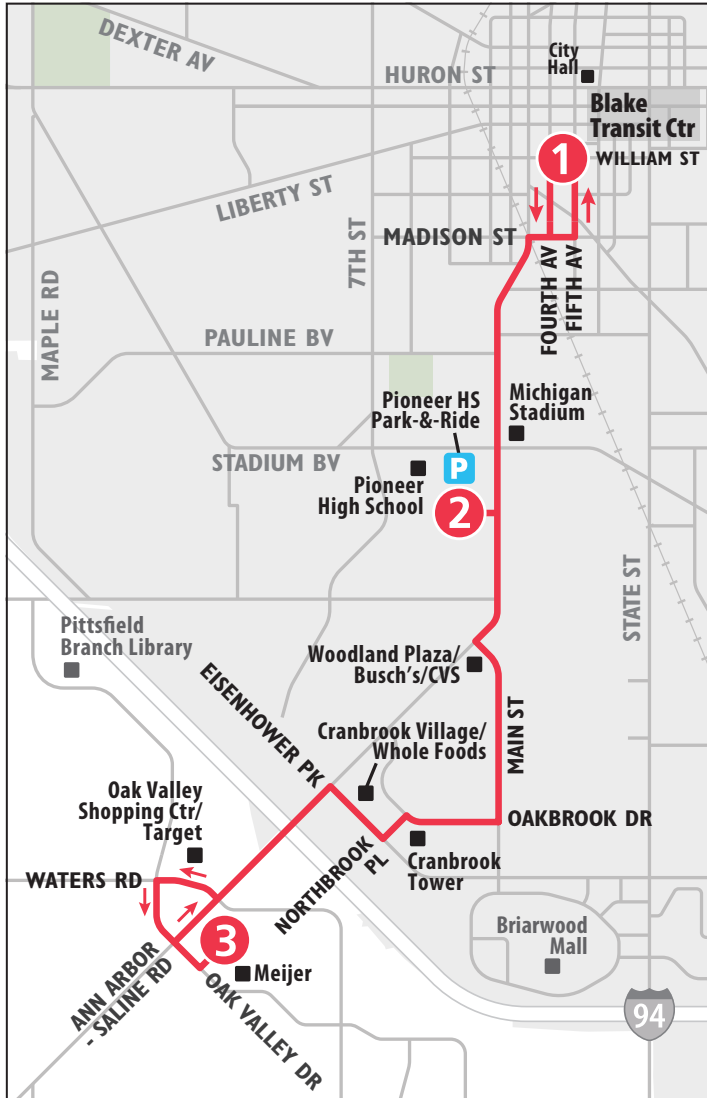 DEXTER AV
HURON ST
City
Hall
Blake
Transit Ctr
1
WILLIAM ST
LIBERTY ST
7TH ST
MADISON ST
FOURTH AV
FIFTH AV
MAPLE RD
PAULINE BV
Pioneer HS
Park-&-Ride
Michigan
Stadium
STADIUM BV
P
Pioneer
High School
2
STATE ST
Pittsfield
Branch Library
Woodland Plaza/
Busch's/CVS
EISENHOWER PK
MAIN ST
Cranbrook Village/
Whole Foods
Oak Valley
Shopping Ctr/
Target
OAKBROOK DR
NORTHBROOK
PL
Cranbrook
Tower
WATERS RD
Briarwood
Mall
3
Meijer
ANN ARBOR
- SALINE RD
OAK VALLEY DR
94